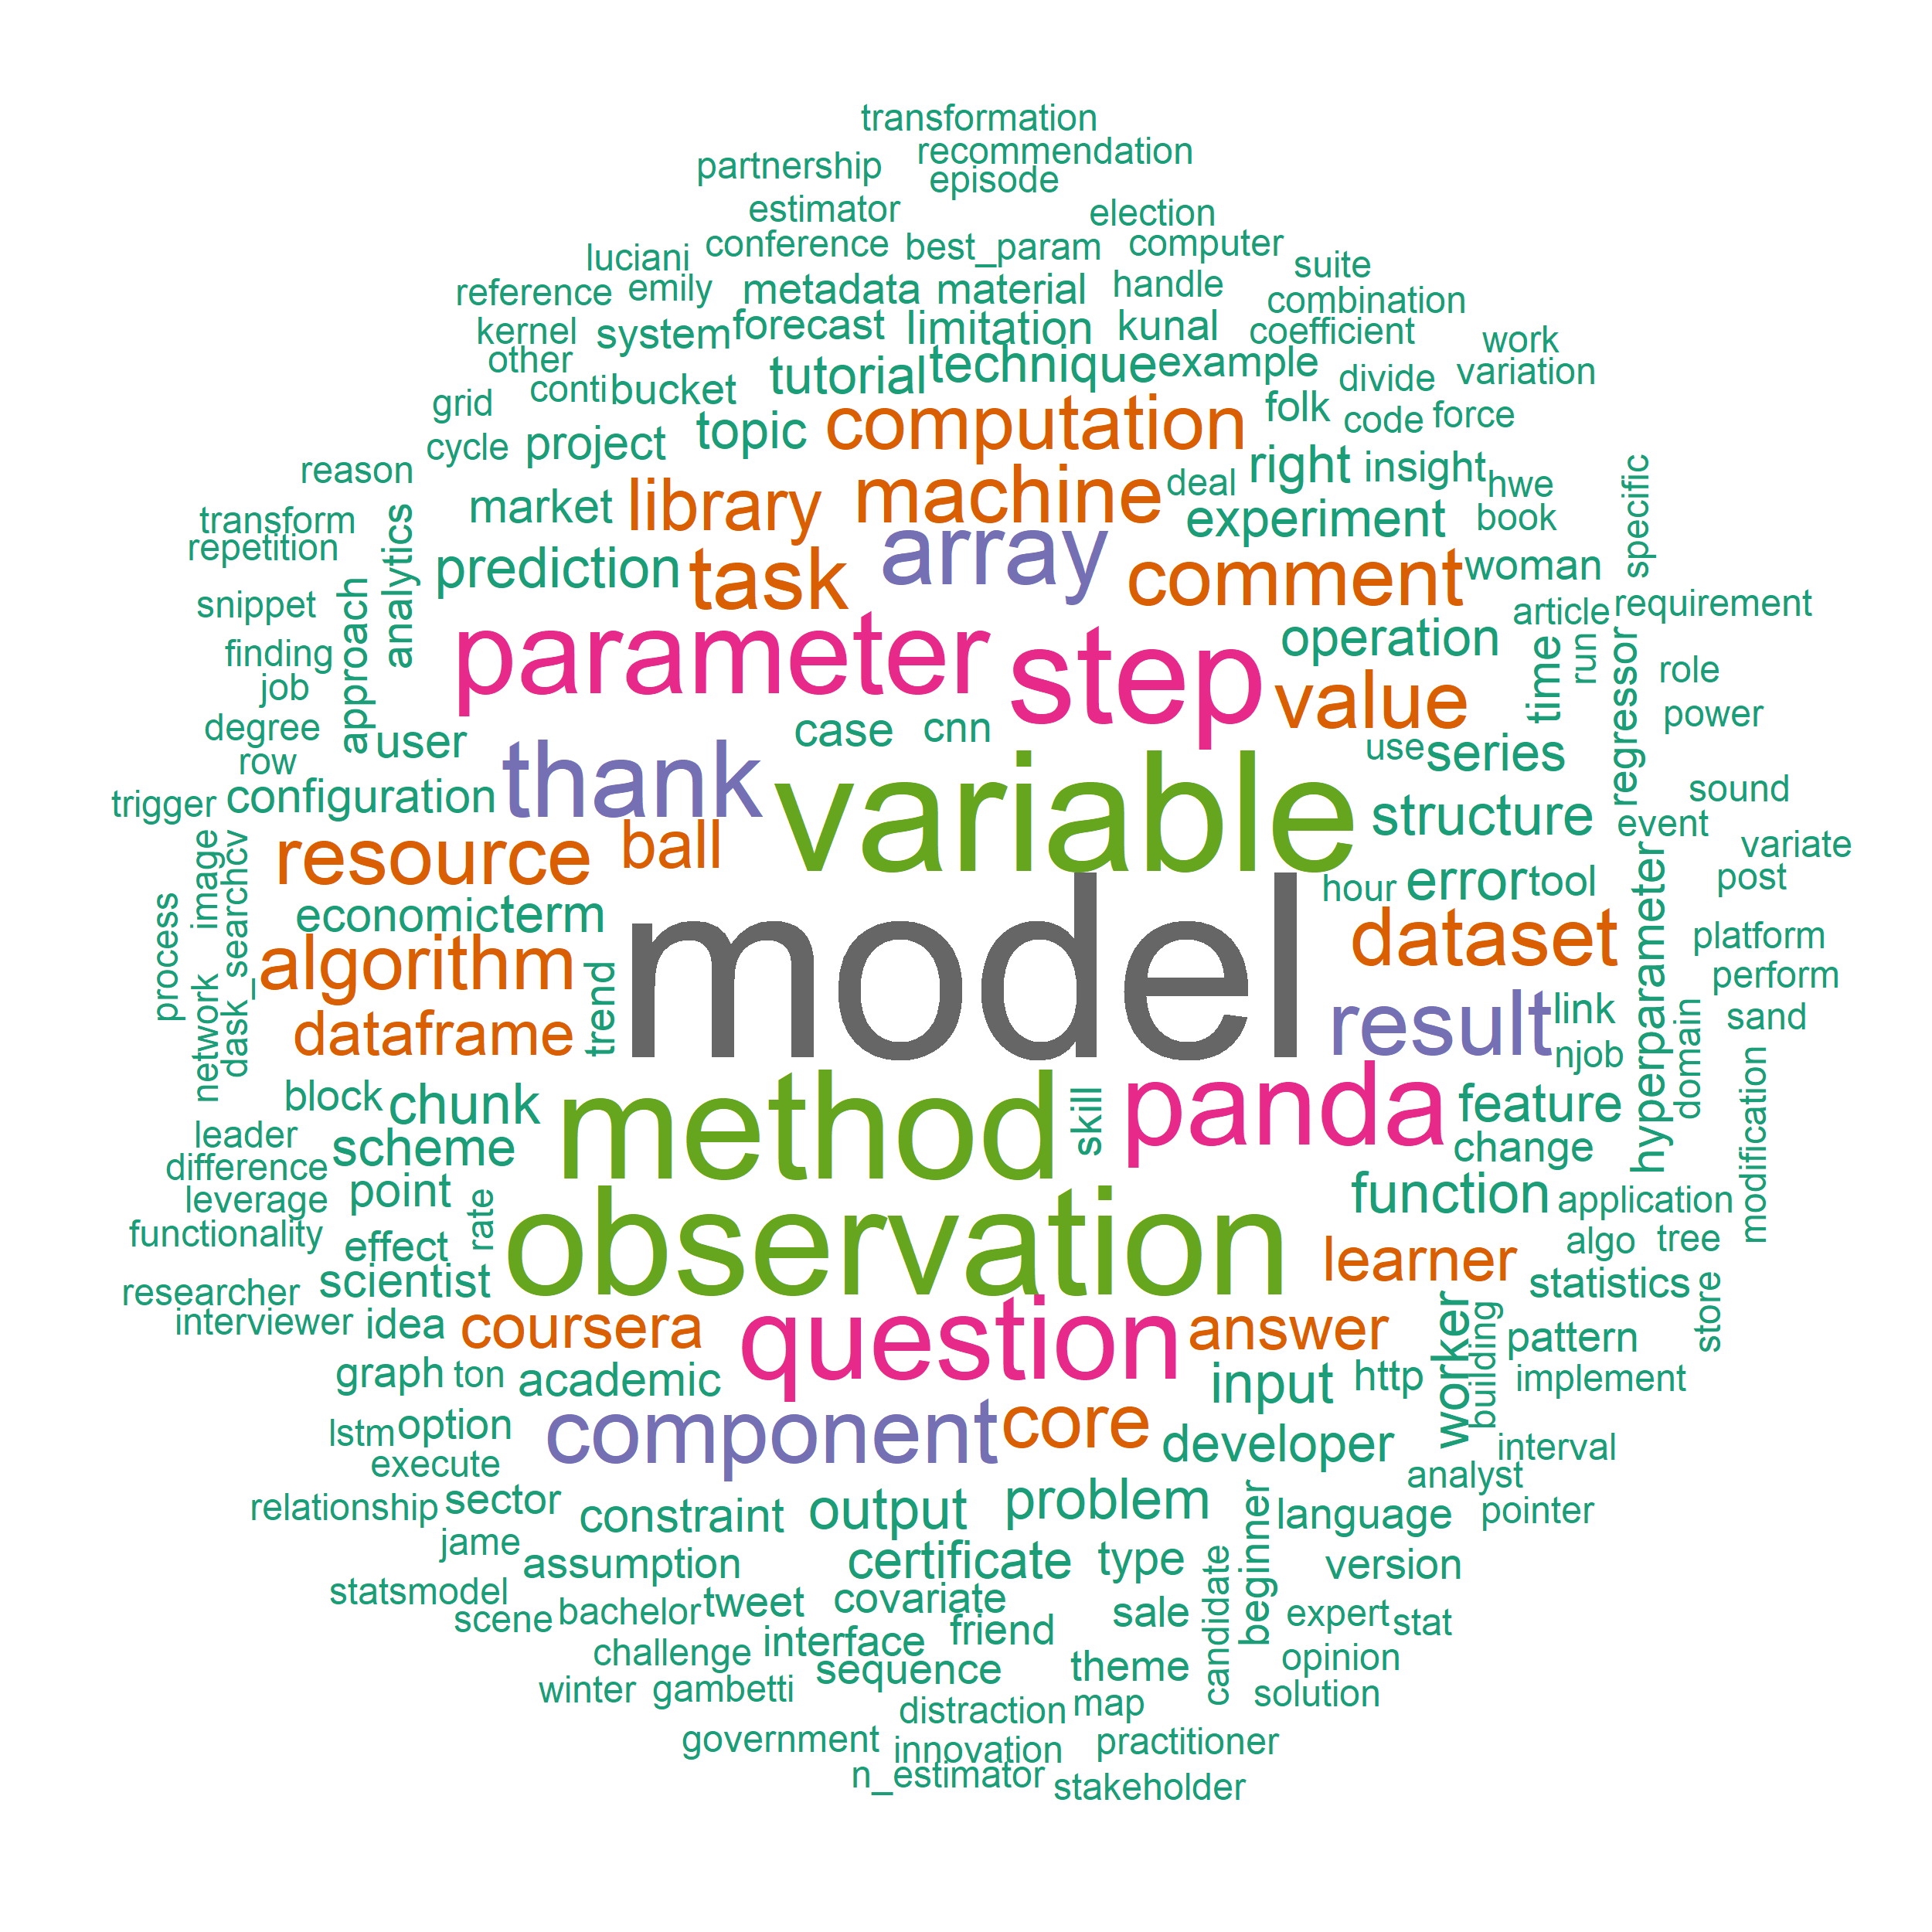 transformation
partnership recommendation
episode
estimator election
luciani conference best_param computer suite
reference emily metadata material handle combination
kernel system forecast limitation kunal coefficient work
other conti bucket tutorial technique example divide variation
grid cycle project topic computation folk code force
reason market library machine deal right insight hwe specific
transform repetition analytics experiment book
prediction task array comment woman
snippet approach parameter step operation article requirement
finding job time run regressor role
degree row user case cnn value power
use series
trigger configuration thank variable structure event sound
resource ball variate
process image dask_searchcv economic term hour error tool post
algorithm model dataset hyperparameter platform
network dataframe trend result link perform
njob domain sand
block chunk method skill panda feature modification
leader scheme change
difference
leverage point rate function application
functionality effect observation algo tree
researcher scientist learner statistics store
interviewer idea coursera question answer worker building pattern
graph ton academic input http implement
lstm option component core developer interval
execute analyst
relationship sector constraint output problem beginner language pointer
jame assumption certificate type candidate version
statsmodel scene bachelor tweet covariate sale expert stat
challenge interface friend
sequence theme opinion
winter gambetti map solution
distraction
government innovation practitioner
n_estimator stakeholder